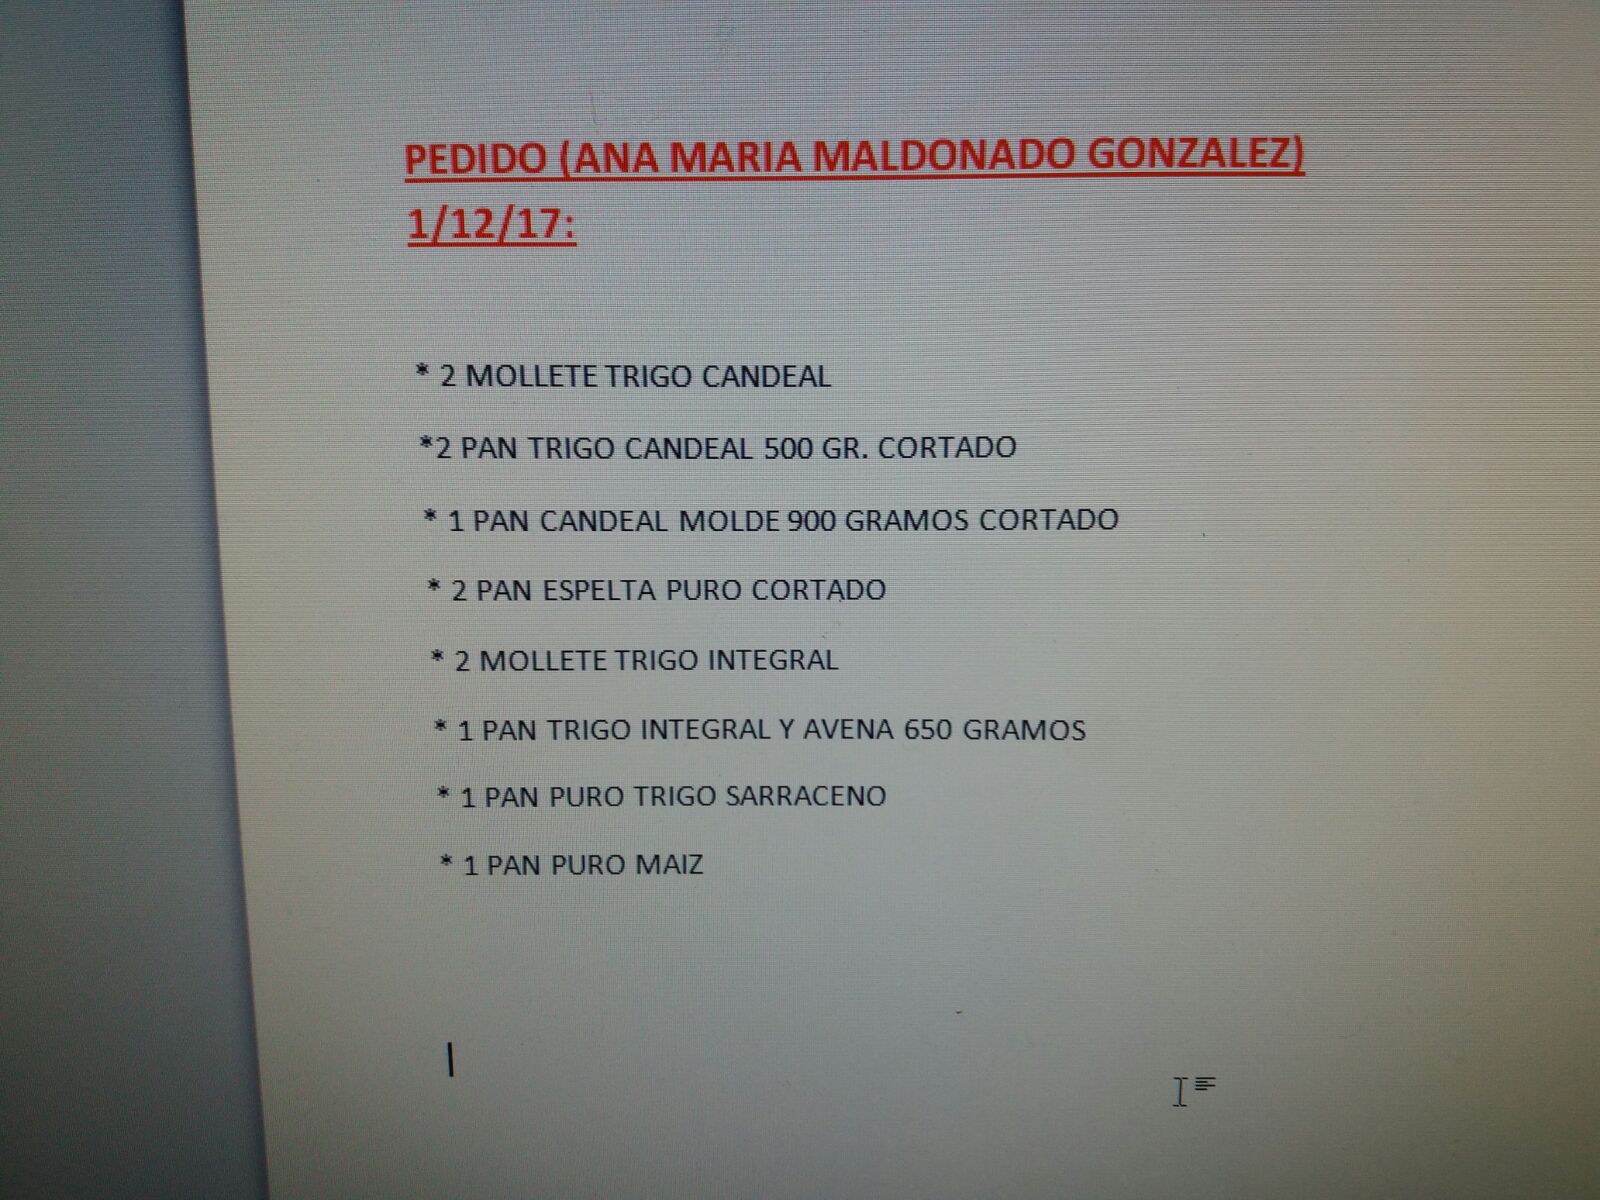 PEDIDO (ANA MARIA MALDONADO GONZALEZ)
1/12/17:
* 2 MOLLETE TRIGO CANDEAL
*2 PAN TRIGO CANDEAL 500 GR. CORTADO
* 1 PAN CANDEAL MOLDE 900 GRAMOS CORTADO
* 2 PAN ESPELTA PURO CORTADO
* 2 MOLLETE TRIGO INTEGRAL
* 1 PAN TRIGO INTEGRAL Y AVENA 650 GRAMOS
* 1 PAN PURO TRIGO SARRACENO
* 1 PAN PURO MAIZ